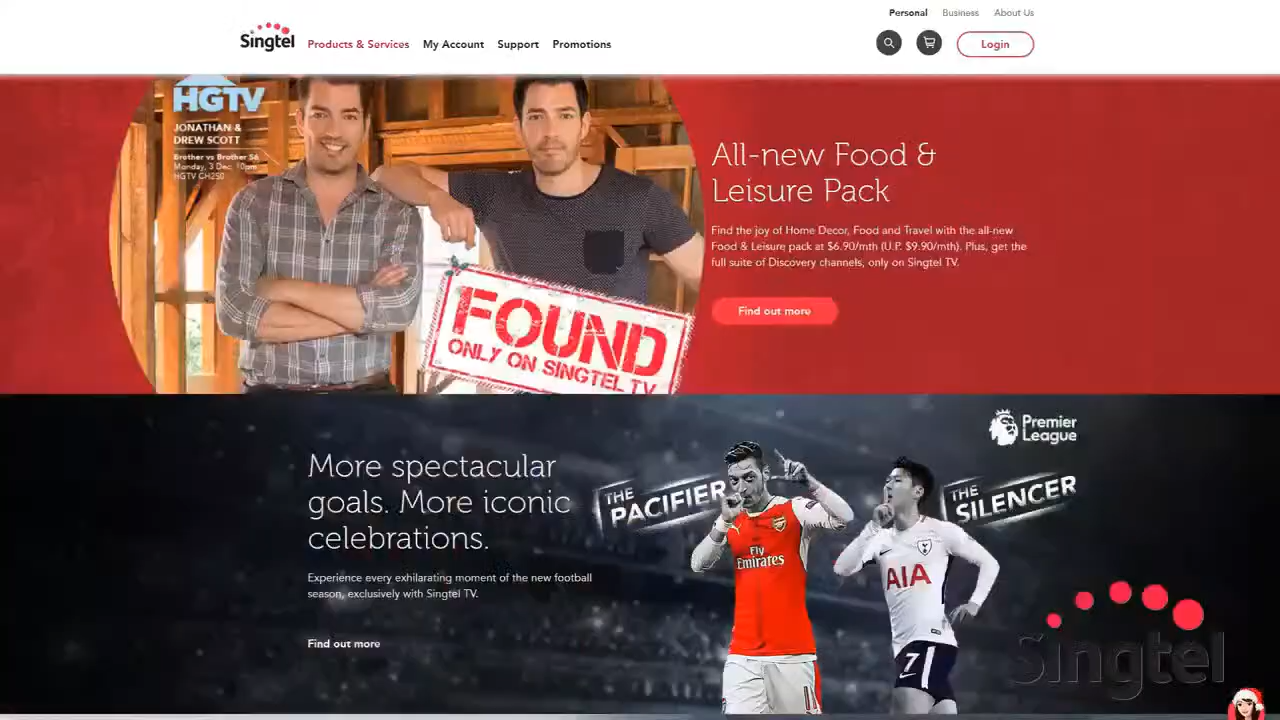 Personal Business About Us
Singtel Products & Services My Account Support Promotions Login
HGTV
JONATHAN &
DREW SCOTT
Brother vs Brother S6
Monday, 3 Dec, 10pm
HGTV CH250
FOUND
ONLY ON SINGTEL TV
All-new Food &
Leisure Pack
Find the joy of Home Decor, Food and Travel with the all-new
Food & Leisure pack at $6.90/mth (U.P. $9.90/mth). Plus, get the
full suite of Discovery channels, only on Singtel TV.
Find out more
More spectacular
goals. More iconic
celebrations.
Experience every exhilarating moment of the new football
season, exclusively with Singtel TV.
Find out more
Premier
League
THE
PACIFIER
THE
SILENCER
Fly
Emirates
AIA
7
Singtel